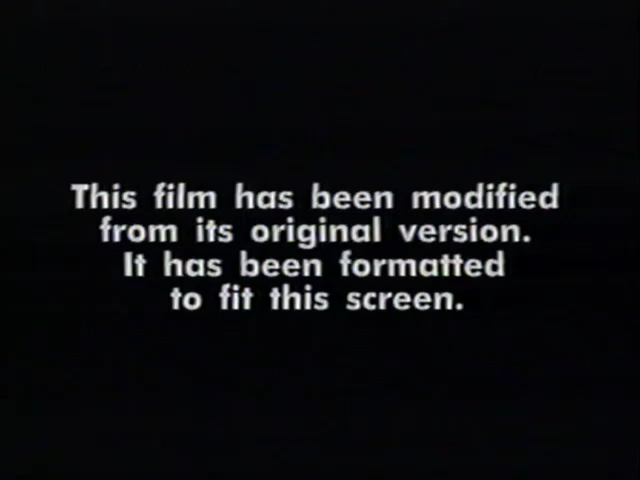 This film has been modified
from its original version.
It has been formatted
to fit this screen.